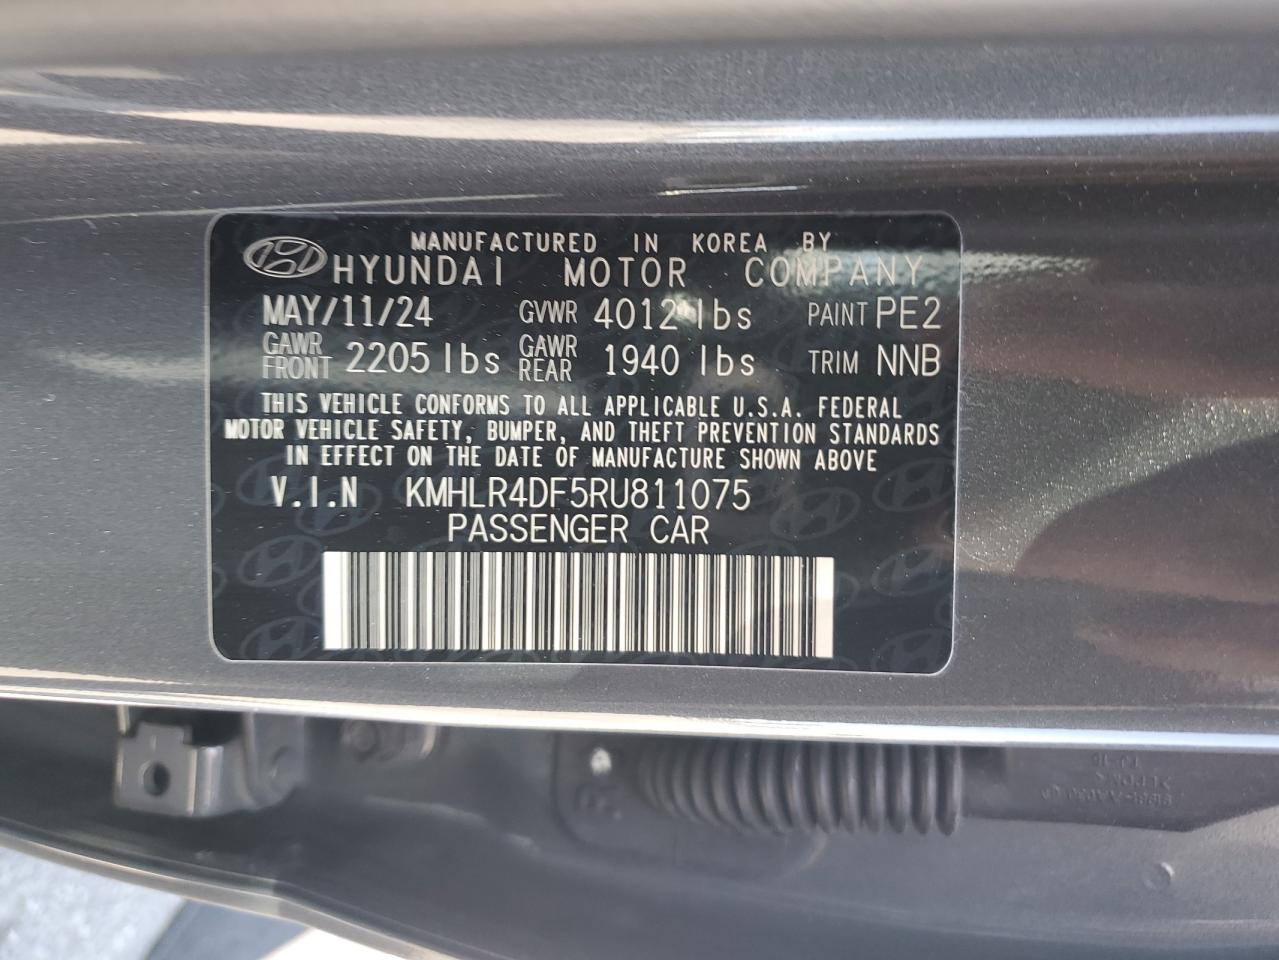 MANUFACTURED IN KOREA BY
HYUNDAI MOTOR COMPANY
MAY/11/24 GVWR 4012 lbs PAINT PE2
GAWR FRONT 2205 lbs GAWR REAR 1940 lbs TRIM NNB
THIS VEHICLE CONFORMS TO ALL APPLICABLE U.S.A. FEDERAL
MOTOR VEHICLE SAFETY, BUMPER, AND THEFT PREVENTION STANDARDS
IN EFFECT ON THE DATE OF MANUFACTURE SHOWN ABOVE
V.I.N KMHLR4DF5RU811075
PASSENGER CAR